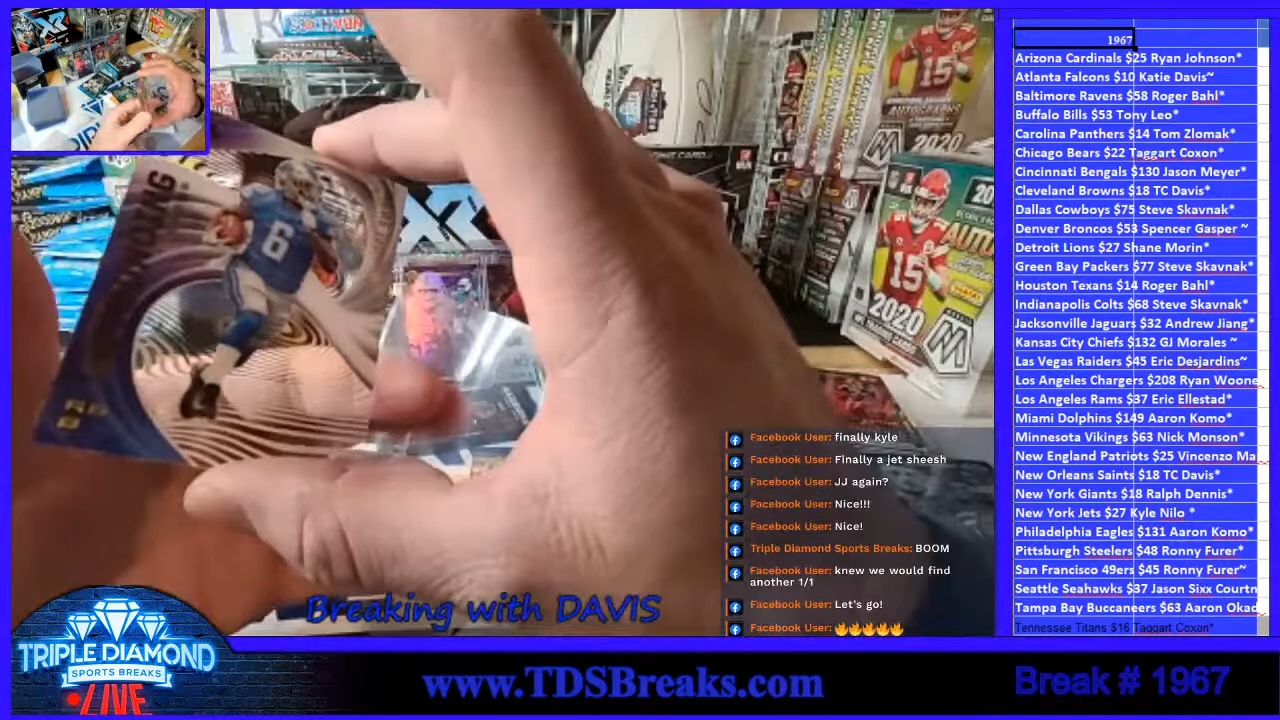 1967
Arizona Cardinals $25 Ryan Johnson*
Atlanta Falcons $10 Katie Davis~
Baltimore Ravens $58 Roger Bahl*
Buffalo Bills $53 Tony Leo*
Carolina Panthers $14 Tom Zlomak*
Chicago Bears $22 Taggart Coxon*
Cincinnati Bengals $130 Jason Meyer*
Cleveland Browns $18 TC Davis*
Dallas Cowboys $75 Steve Skavnak*
Denver Broncos $53 Spencer Gasper ~
Detroit Lions $27 Shane Morin*
Green Bay Packers $77 Steve Skavnak*
Houston Texans $14 Roger Bahl*
Indianapolis Colts $68 Steve Skavnak*
Jacksonville Jaguars $32 Andrew Jiang*
Kansas City Chiefs $132 GJ Morales ~
Las Vegas Raiders $45 Eric Desjardins~
Los Angeles Chargers $208 Ryan Woone
Los Angeles Rams $37 Eric Ellestad*
Miami Dolphins $149 Aaron Komo*
Minnesota Vikings $63 Nick Monson*
New England Patriots $25 Vincenzo Ma
New Orleans Saints $18 TC Davis*
New York Giants $18 Ralph Dennis*
New York Jets $27 Kyle Nilo *
Philadelphia Eagles $131 Aaron Komo*
Pittsburgh Steelers $48 Ronny Furer*
San Francisco 49ers $45 Ronny Furer~
Seattle Seahawks $37 Jason Sixx Courtn
Tampa Bay Buccaneers $63 Aaron Okad
Tennessee Titans $16 Taggart Coxon*
6
15
2020
15
AUTO
2020
Facebook User: finally kyle
Facebook User: Finally a jet sheesh
Facebook User: JJ again?
Facebook User: Nice!!!
Facebook User: Nice!
Triple Diamond Sports Breaks: BOOM
Facebook User: knew we would find
another 1/1
Facebook User: Let's go!
Facebook User: 🔥🔥🔥🔥🔥
Breaking with DAVIS
TRIPLE DIAMOND
SPORTS BREAKS
LIVE
www.TDSBreaks.com
Break # 1967